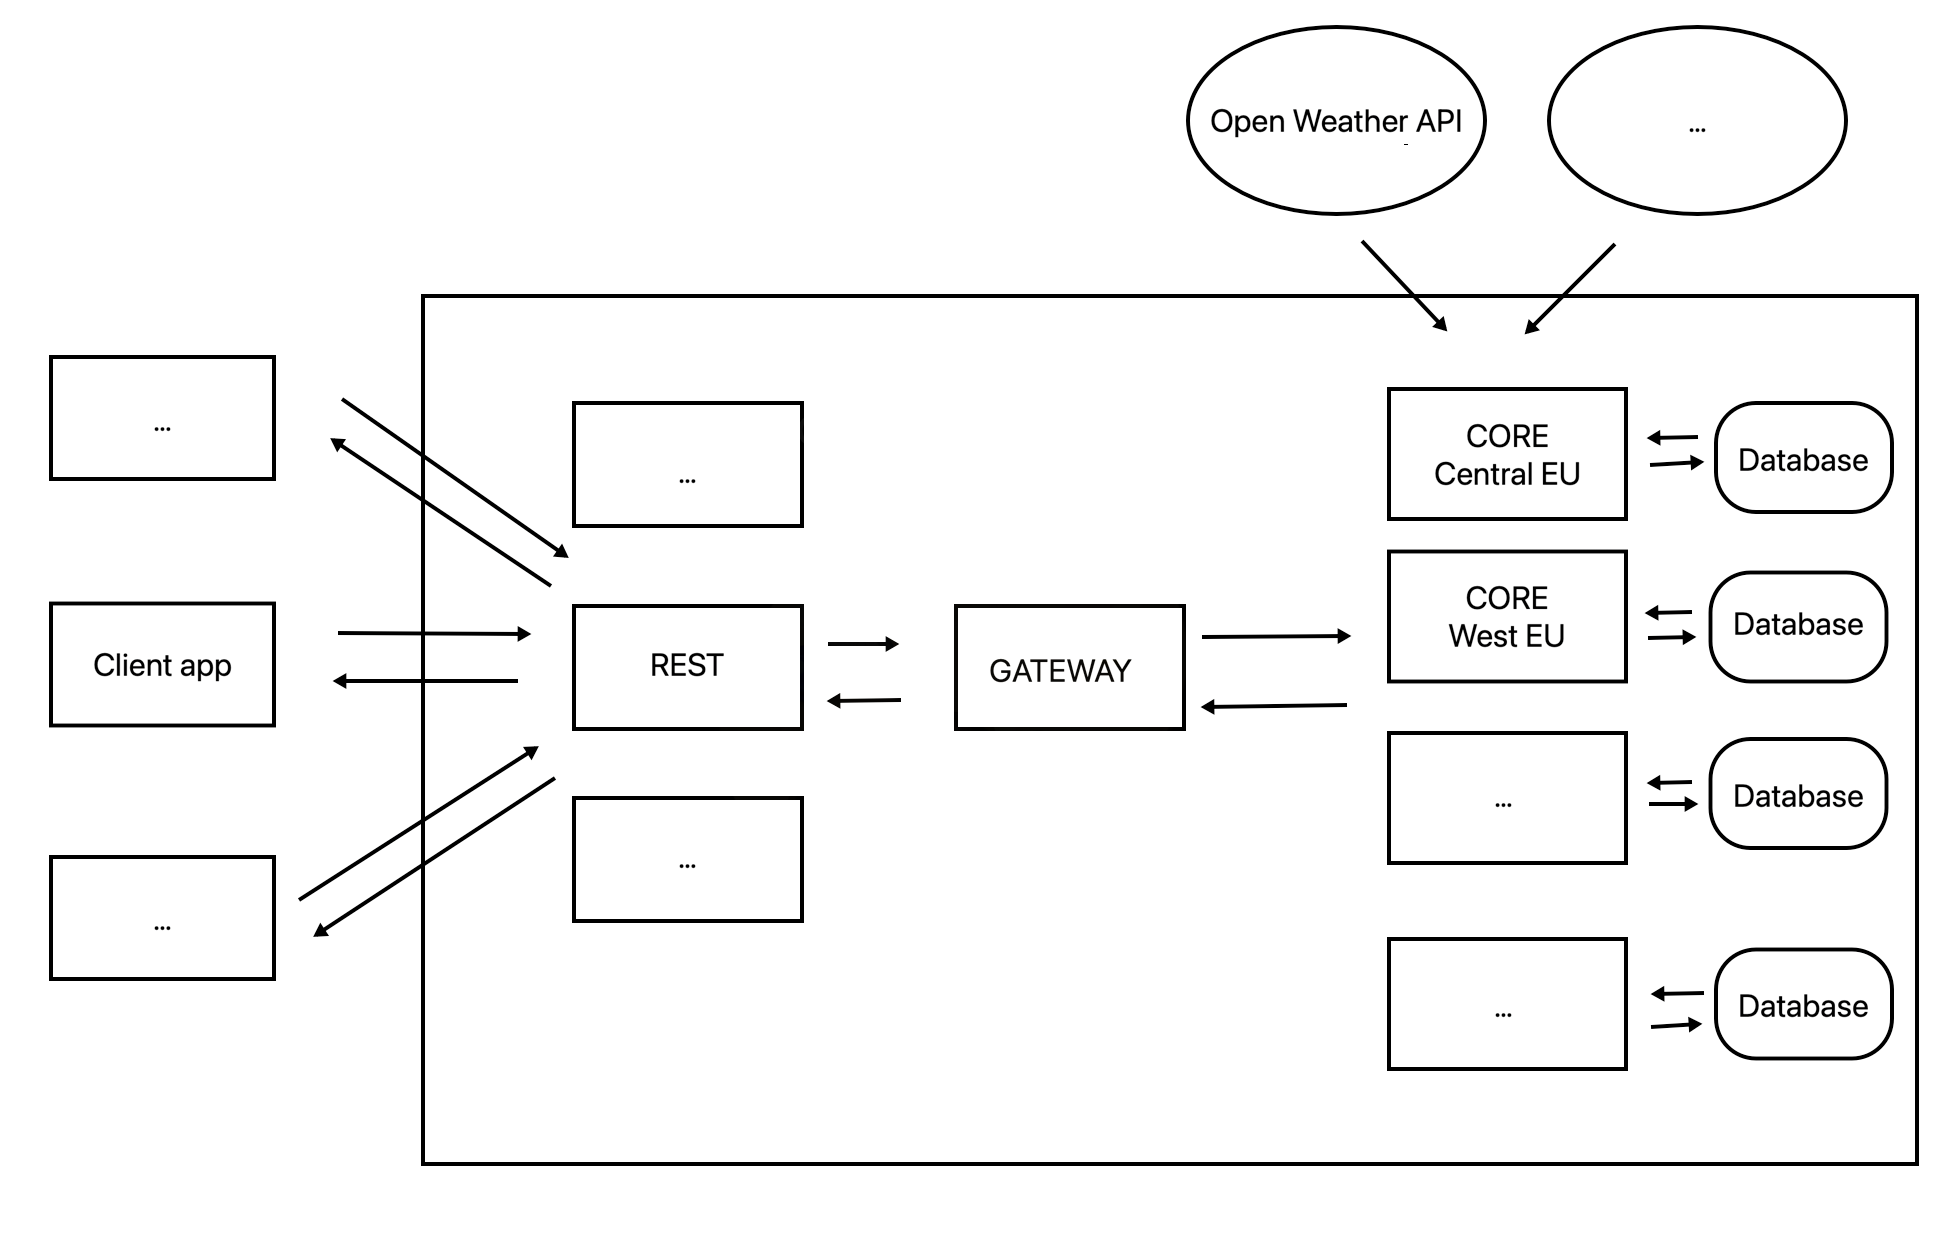 Open Weather API
...
...
...
CORE
Central EU
Database
CORE
West EU
Database
Client app
REST
GATEWAY
...
Database
...
...
...
Database